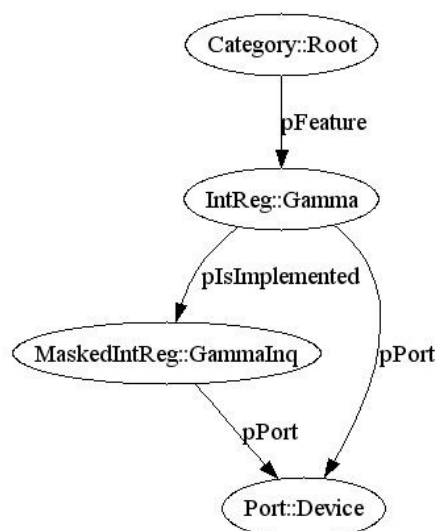 Category::Root
pFeature
IntReg::Gamma
pIsImplemented
MaskedIntReg::GammaInq
pPort
pPort
Port::Device